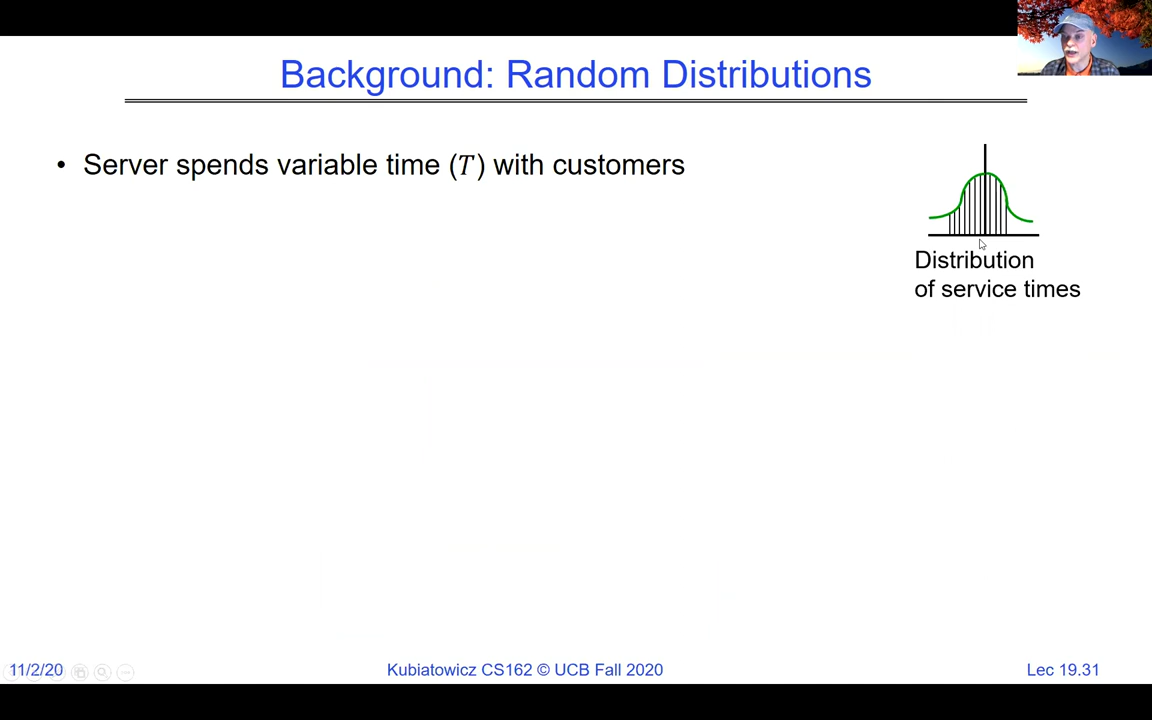 Background: Random Distributions
• Server spends variable time (T) with customers
Distribution
of service times
11/2/20
Kubiatowicz CS162 © UCB Fall 2020
Lec 19.31